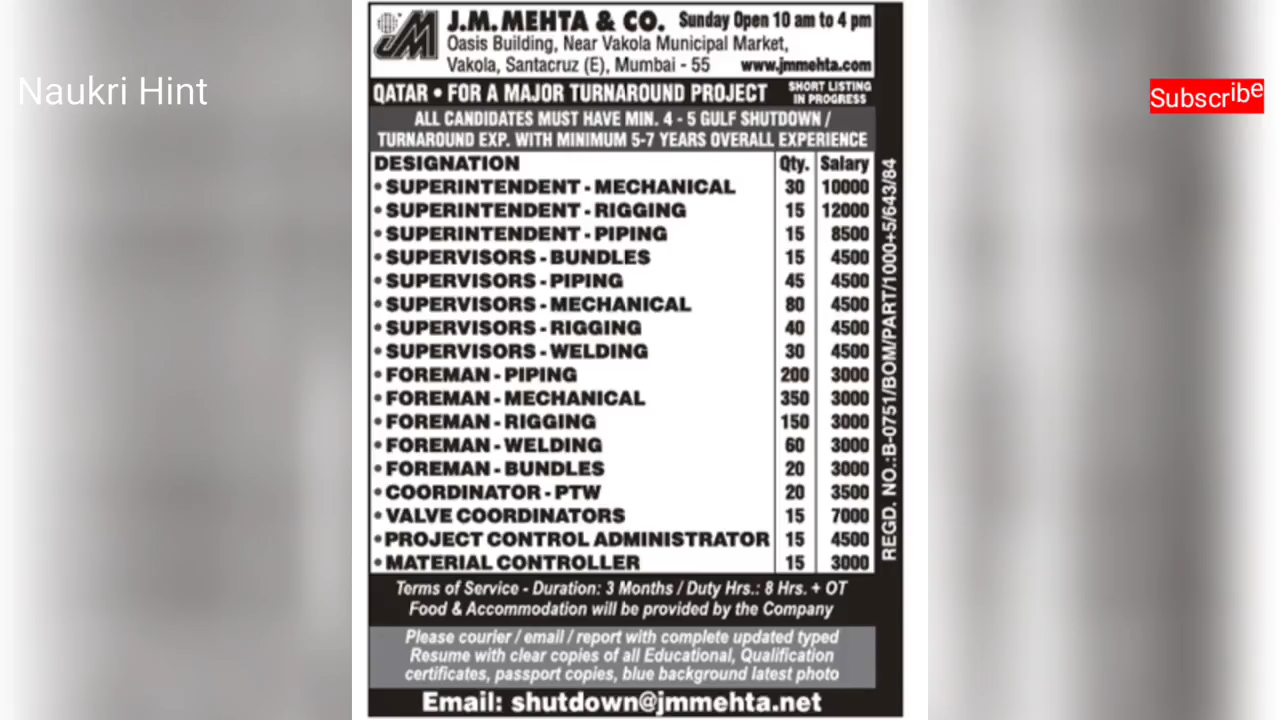 Naukri Hint
Subscribe
JM
J.M. MEHTA & CO. Sunday Open 10 am to 4 pm
Oasis Building, Near Vakola Municipal Market,
Vakola, Santacruz (E), Mumbai - 55 www.jmmehta.com
QATAR • FOR A MAJOR TURNAROUND PROJECT SHORT LISTING IN PROGRESS
ALL CANDIDATES MUST HAVE MIN. 4 - 5 GULF SHUTDOWN /
TURNAROUND EXP. WITH MINIMUM 5-7 YEARS OVERALL EXPERIENCE
DESIGNATION Qty. Salary
• SUPERINTENDENT - MECHANICAL 30 10000
• SUPERINTENDENT - RIGGING 15 12000
• SUPERINTENDENT - PIPING 15 8500
• SUPERVISORS - BUNDLES 15 4500
• SUPERVISORS - PIPING 45 4500
• SUPERVISORS - MECHANICAL 80 4500
• SUPERVISORS - RIGGING 40 4500
• SUPERVISORS - WELDING 30 4500
• FOREMAN - PIPING 200 3000
• FOREMAN - MECHANICAL 350 3000
• FOREMAN - RIGGING 150 3000
• FOREMAN - WELDING 60 3000
• FOREMAN - BUNDLES 20 3000
• COORDINATOR - PTW 20 3500
• VALVE COORDINATORS 15 7000
• PROJECT CONTROL ADMINISTRATOR 15 4500
• MATERIAL CONTROLLER 15 3000
REGD. NO.:B-0751/BOM/PART/1000+5/643/84
Terms of Service - Duration: 3 Months / Duty Hrs.: 8 Hrs. + OT
Food & Accommodation will be provided by the Company
Please courier / email / report with complete updated typed
Resume with clear copies of all Educational, Qualification
certificates, passport copies, blue background latest photo
Email: shutdown@jmmehta.net